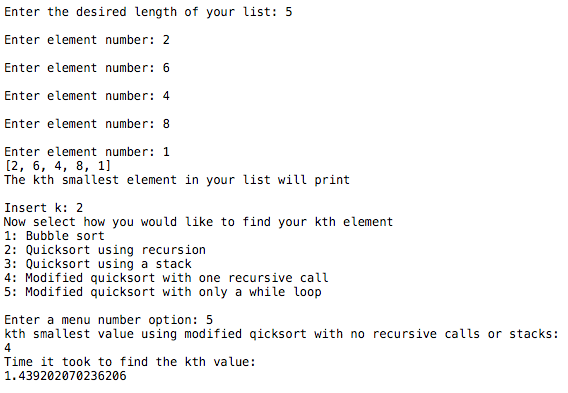 Enter the desired length of your list: 5
Enter element number: 2
Enter element number: 6
Enter element number: 4
Enter element number: 8
Enter element number: 1
[2, 6, 4, 8, 1]
The kth smallest element in your list will print
Insert k: 2
Now select how you would like to find your kth element
1: Bubble sort
2: Quicksort using recursion
3: Quicksort using a stack
4: Modified quicksort with one recursive call
5: Modified quicksort with only a while loop
Enter a menu number option: 5
kth smallest value using modified qicksort with no recursive calls or stacks:
4
Time it took to find the kth value:
1.439202070236206